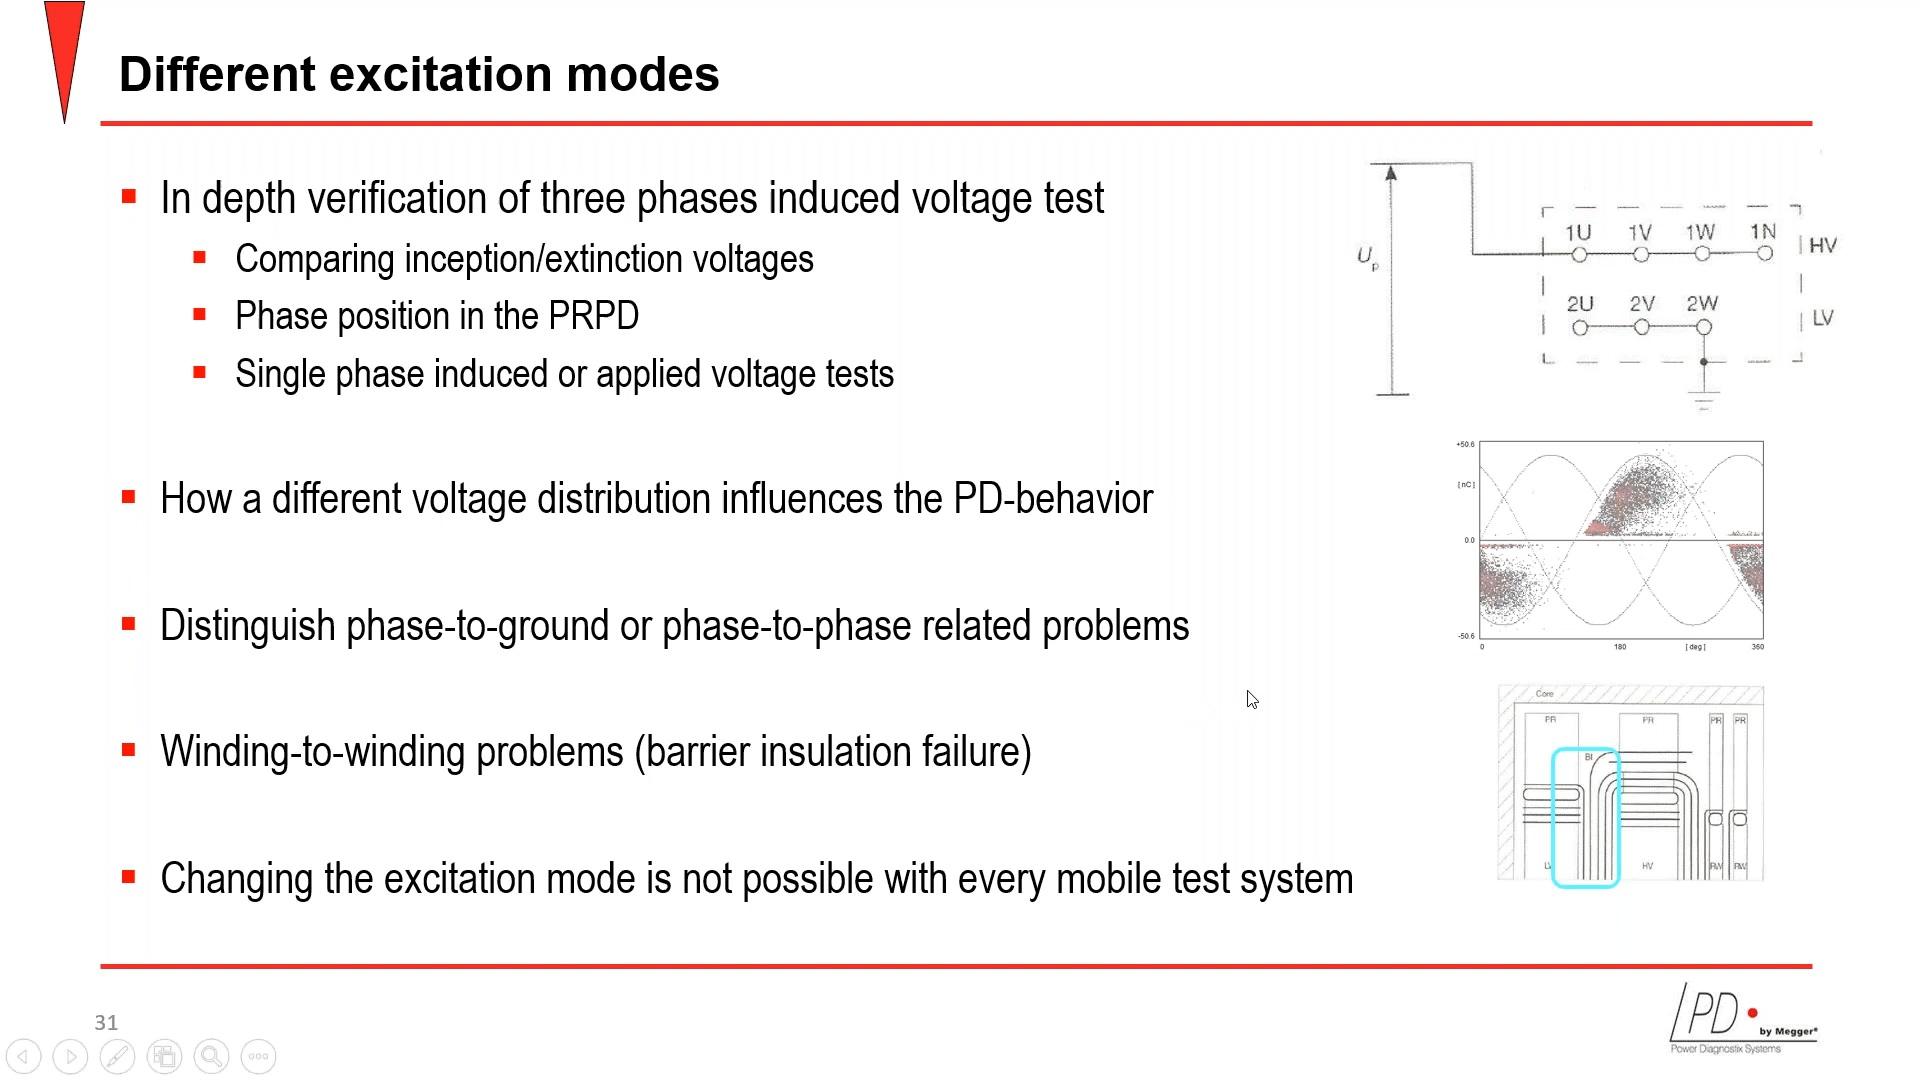 Different excitation modes
In depth verification of three phases induced voltage test
Comparing inception/extinction voltages
Phase position in the PRPD
Single phase induced or applied voltage tests
How a different voltage distribution influences the PD-behavior
Distinguish phase-to-ground or phase-to-phase related problems
Winding-to-winding problems (barrier insulation failure)
Changing the excitation mode is not possible with every mobile test system
Up
1U 1V 1W 1N
HV
2U 2V 2W
LV
+50.6
[nC]
0.0
-50.6
0 180 [deg] 360
Core
PR PR PR PR
BI
HV RW RW
31
PD
by Megger®
Power Diagnostix Systems